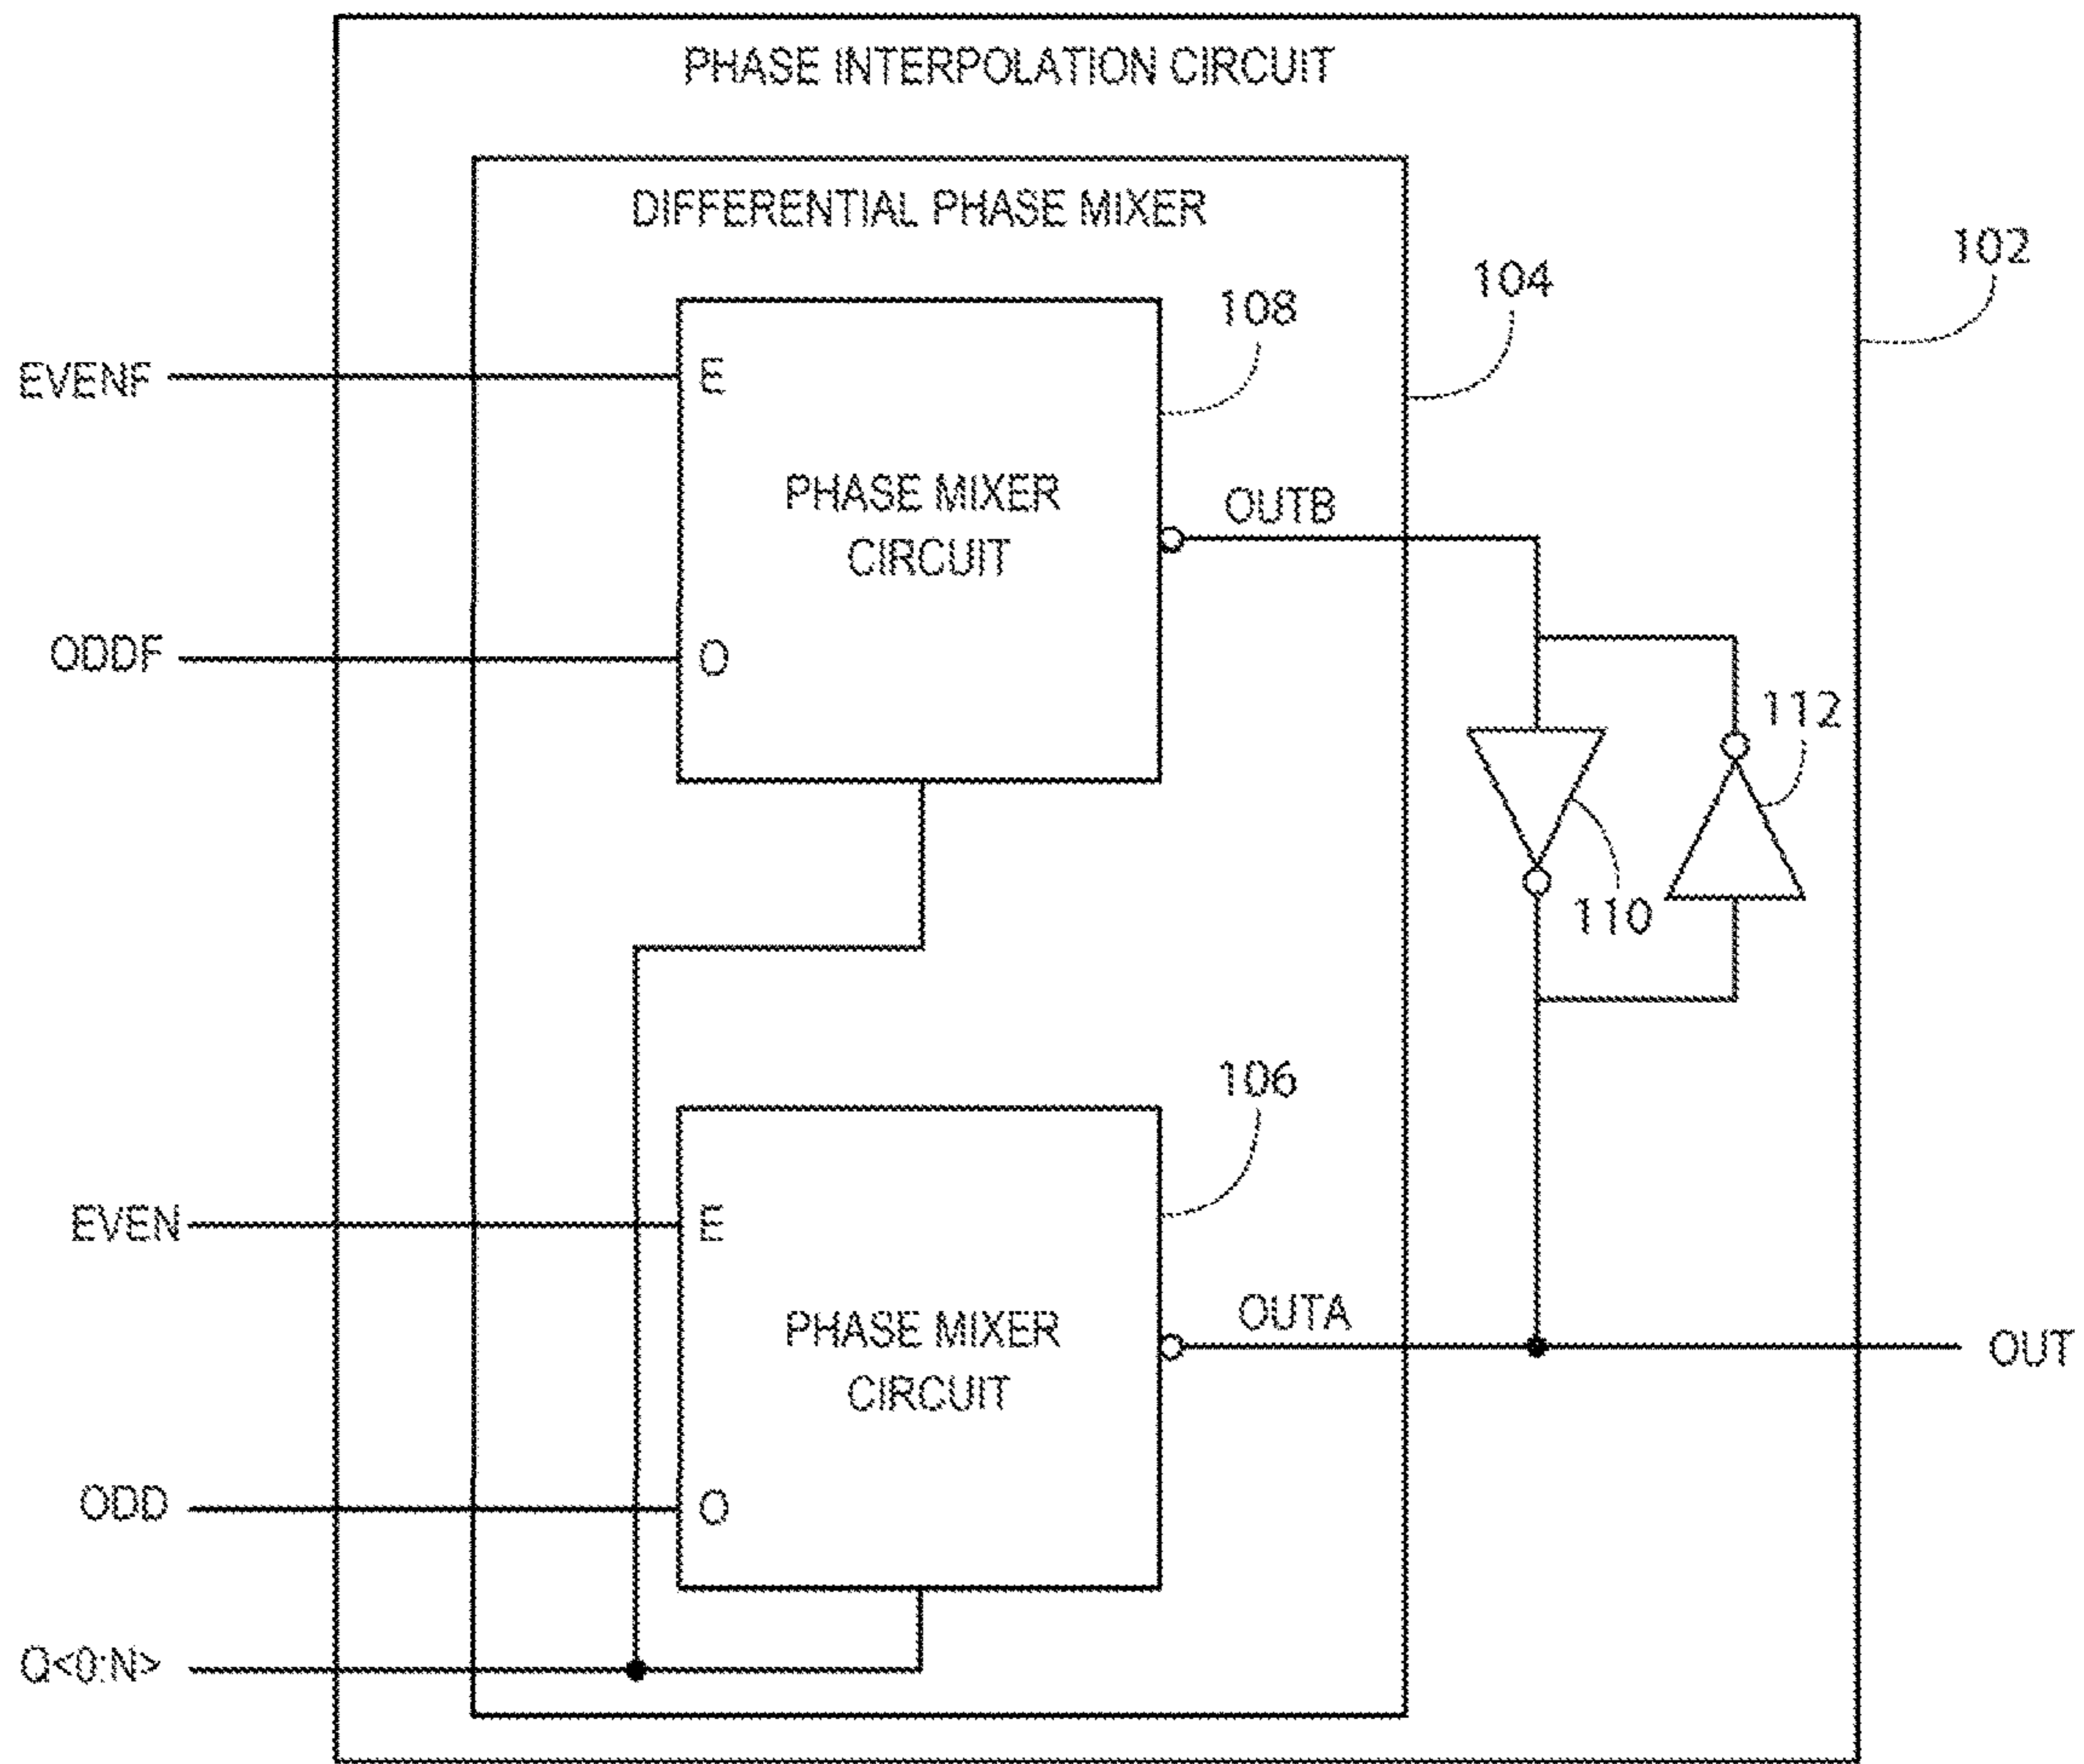 PHASE INTERPOLATION CIRCUIT
DIFFERENTIAL PHASE MIXER
102
104
108
EVENF
E
PHASE MIXER
CIRCUIT
OUTB
ODDF
O
112
110
106
EVEN
E
PHASE MIXER
CIRCUIT
OUTA
OUT
ODD
O
Q<0:N>